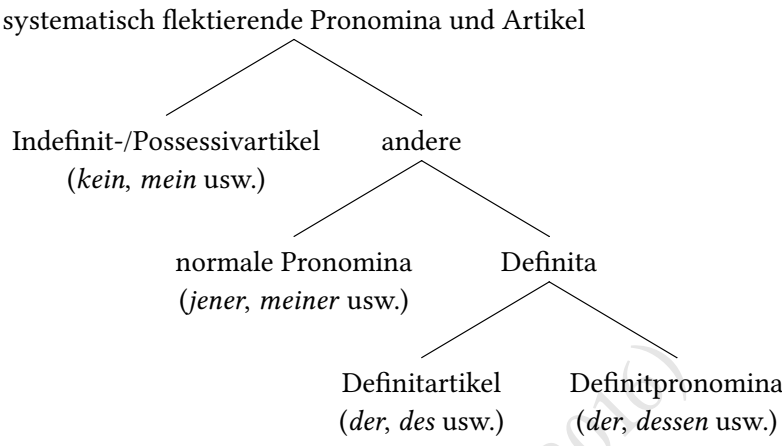 systematisch flektierende Pronomina und Artikel
Indefinit-/Possessivartikel
(kein, mein usw.)
andere
normale Pronomina
(jener, meiner usw.)
Definita
Definitartikel
(der, des usw.)
Definitpronomina
(der, dessen usw.)